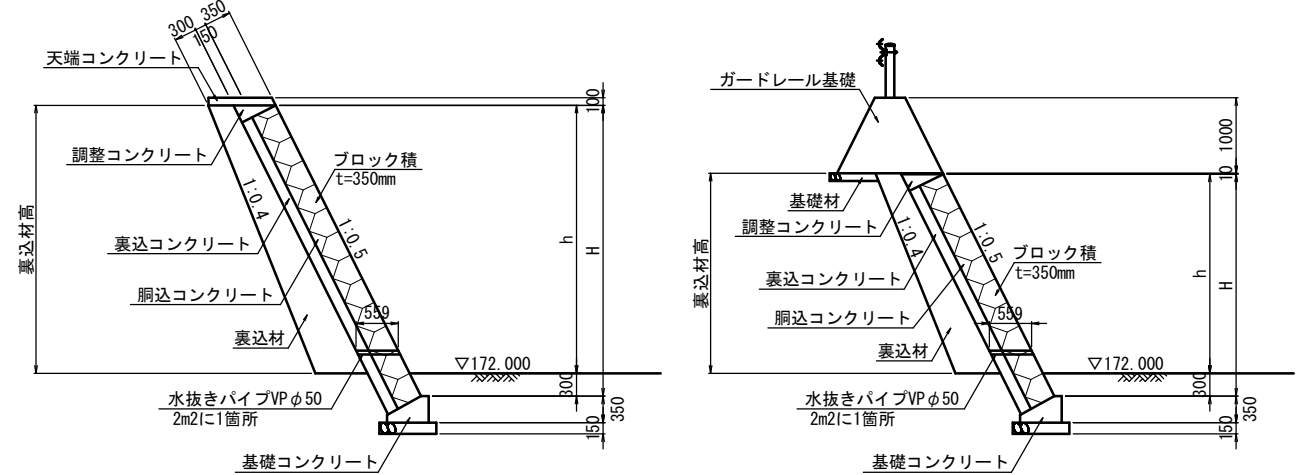 300
350
150
天端コンクリート
100
調整コンクリート
ブロック積
t=350mm
1:0.4
1:0.5
裏込材高
裏込コンクリート
胴込コンクリート
h
H
559
裏込材
▽172.000
水抜きパイプVPφ50
2m2に1箇所
300
350
150
基礎コンクリート
ガードレール基礎
1000
10
基礎材
調整コンクリート
1:0.4
1:0.5
ブロック積
t=350mm
裏込材高
裏込コンクリート
胴込コンクリート
h
H
559
裏込材
▽172.000
水抜きパイプVPφ50
2m2に1箇所
300
350
150
基礎コンクリート